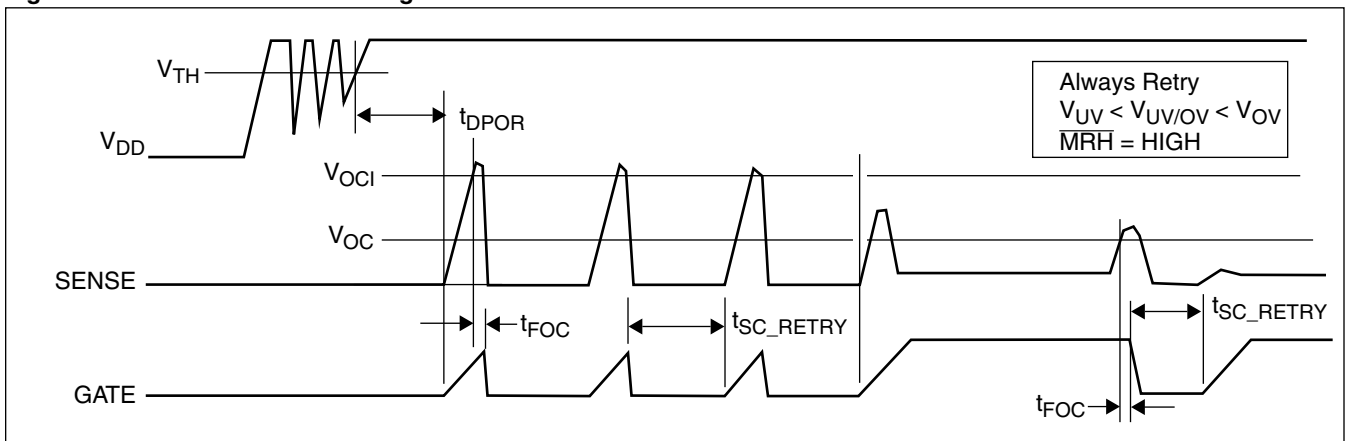 Always Retry
V_UV < V_UV/OV < V_OV
MRH = HIGH
V_TH
t_DPOR
V_DD
V_OCI
V_OC
SENSE
t_FOC
t_SC_RETRY
t_SC_RETRY
GATE
t_FOC